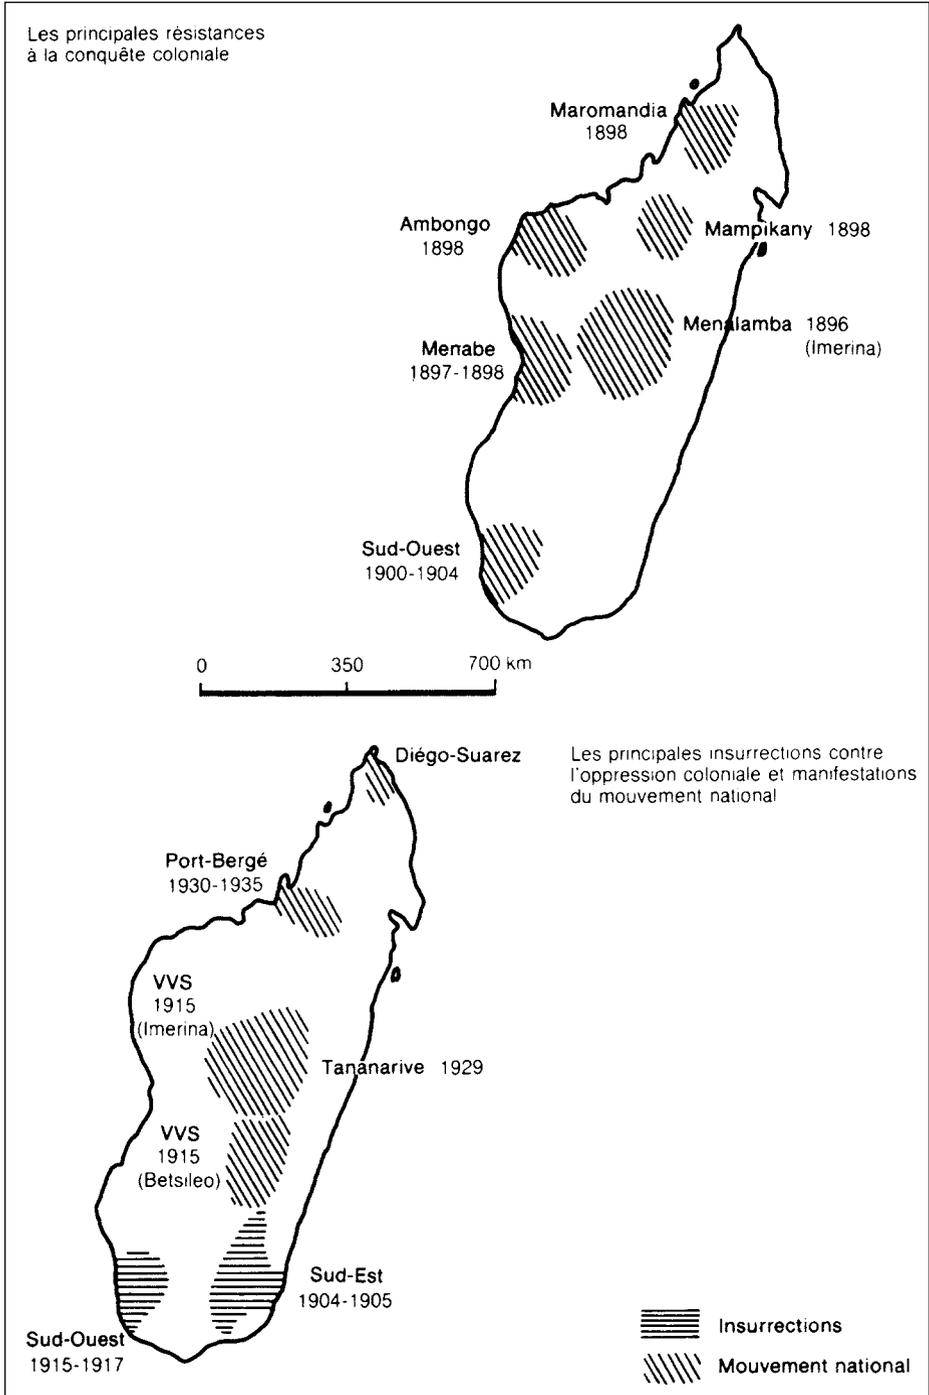 Les principales résistances
à la conquête coloniale
Maromandia
1898
Ambongo
1898
Mampikany 1898
Menalamba 1896
(Imerina)
Menabe
1897-1898
Sud-Ouest
1900-1904
0 350 700 km
Diégo-Suarez
Les principales insurrections contre
l'oppression coloniale et manifestations
du mouvement national
Port-Bergé
1930-1935
VVS
1915
(Imerina)
Tananarive 1929
VVS
1915
(Betsileo)
Sud-Est
1904-1905
Sud-Ouest
1915-1917
Insurrections
Mouvement national